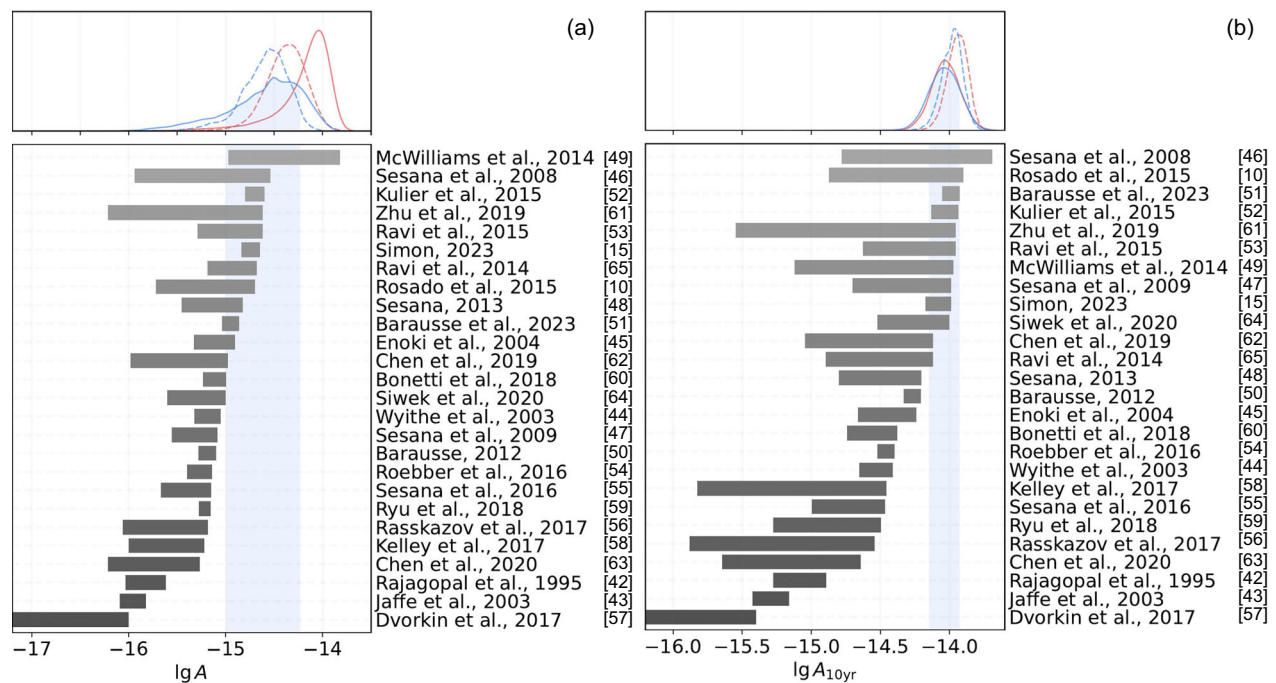 (a)
McWilliams et al., 2014 [49]
Sesana et al., 2008 [46]
Kulier et al., 2015 [52]
Zhu et al., 2019 [61]
Ravi et al., 2015 [53]
Simon, 2023 [15]
Ravi et al., 2014 [65]
Rosado et al., 2015 [10]
Sesana, 2013 [48]
Barausse et al., 2023 [51]
Enoki et al., 2004 [45]
Chen et al., 2019 [62]
Bonetti et al., 2018 [60]
Siwek et al., 2020 [64]
Wyithe et al., 2003 [44]
Sesana et al., 2009 [47]
Barausse, 2012 [50]
Roebber et al., 2016 [54]
Sesana et al., 2016 [55]
Ryu et al., 2018 [59]
Rasskazov et al., 2017 [56]
Kelley et al., 2017 [58]
Chen et al., 2020 [63]
Rajagopal et al., 1995 [42]
Jaffe et al., 2003 [43]
Dvorkin et al., 2017 [57]
−17 −16 −15 −14
lg A
(b)
Sesana et al., 2008 [46]
Rosado et al., 2015 [10]
Barausse et al., 2023 [51]
Kulier et al., 2015 [52]
Zhu et al., 2019 [61]
Ravi et al., 2015 [53]
McWilliams et al., 2014 [49]
Sesana et al., 2009 [47]
Simon, 2023 [15]
Siwek et al., 2020 [64]
Chen et al., 2019 [62]
Ravi et al., 2014 [65]
Sesana, 2013 [48]
Barausse, 2012 [50]
Enoki et al., 2004 [45]
Bonetti et al., 2018 [60]
Roebber et al., 2016 [54]
Wyithe et al., 2003 [44]
Kelley et al., 2017 [58]
Sesana et al., 2016 [55]
Ryu et al., 2018 [59]
Rasskazov et al., 2017 [56]
Chen et al., 2020 [63]
Rajagopal et al., 1995 [42]
Jaffe et al., 2003 [43]
Dvorkin et al., 2017 [57]
−16.0 −15.5 −15.0 −14.5 −14.0
lg A10yr